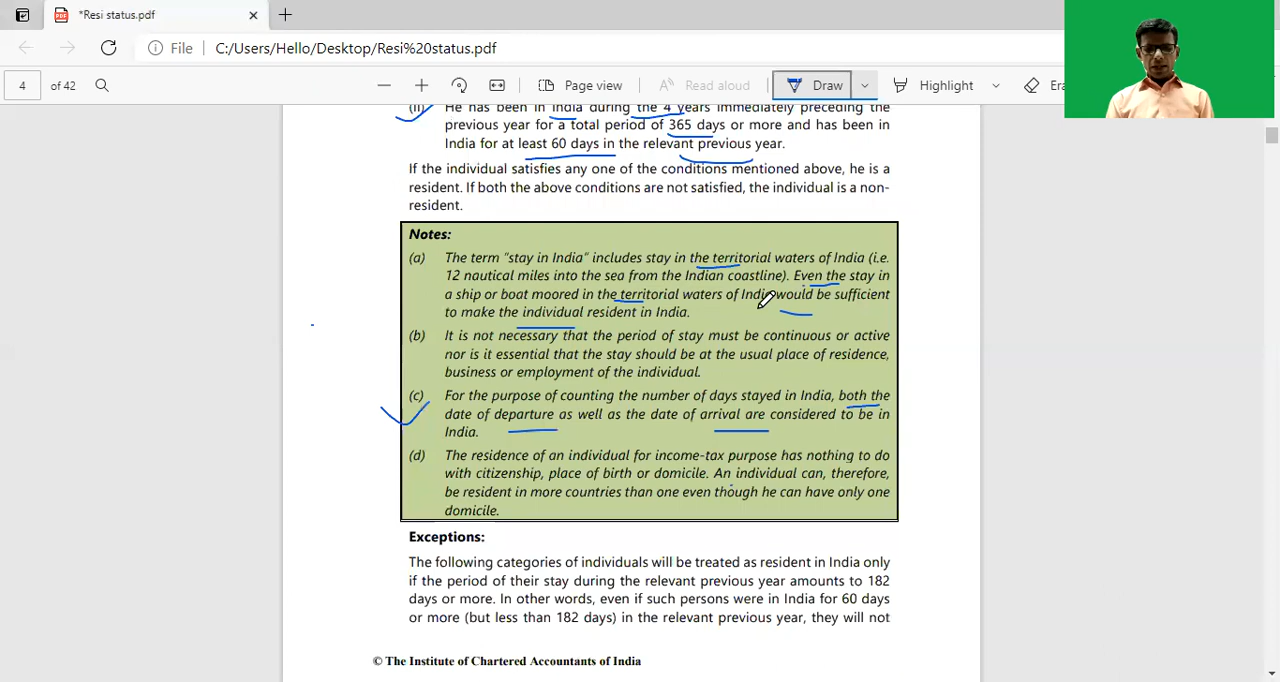 *Resi status.pdf
File
C:/Users/Hello/Desktop/Resi%20status.pdf
4 of 42
Page view
Read aloud
Draw
Highlight
Era
(ii) He has been in India during the 4 years immediately preceding the
previous year for a total period of 365 days or more and has been in
India for at least 60 days in the relevant previous year.
If the individual satisfies any one of the conditions mentioned above, he is a
resident. If both the above conditions are not satisfied, the individual is a non-
resident.
Notes:
(a) The term "stay in India" includes stay in the territorial waters of India (i.e.
12 nautical miles into the sea from the Indian coastline). Even the stay in
a ship or boat moored in the territorial waters of India would be sufficient
to make the individual resident in India.
(b) It is not necessary that the period of stay must be continuous or active
nor is it essential that the stay should be at the usual place of residence,
business or employment of the individual.
(c) For the purpose of counting the number of days stayed in India, both the
date of departure as well as the date of arrival are considered to be in
India.
(d) The residence of an individual for income-tax purpose has nothing to do
with citizenship, place of birth or domicile. An individual can, therefore,
be resident in more countries than one even though he can have only one
domicile.
Exceptions:
The following categories of individuals will be treated as resident in India only
if the period of their stay during the relevant previous year amounts to 182
days or more. In other words, even if such persons were in India for 60 days
or more (but less than 182 days) in the relevant previous year, they will not
© The Institute of Chartered Accountants of India